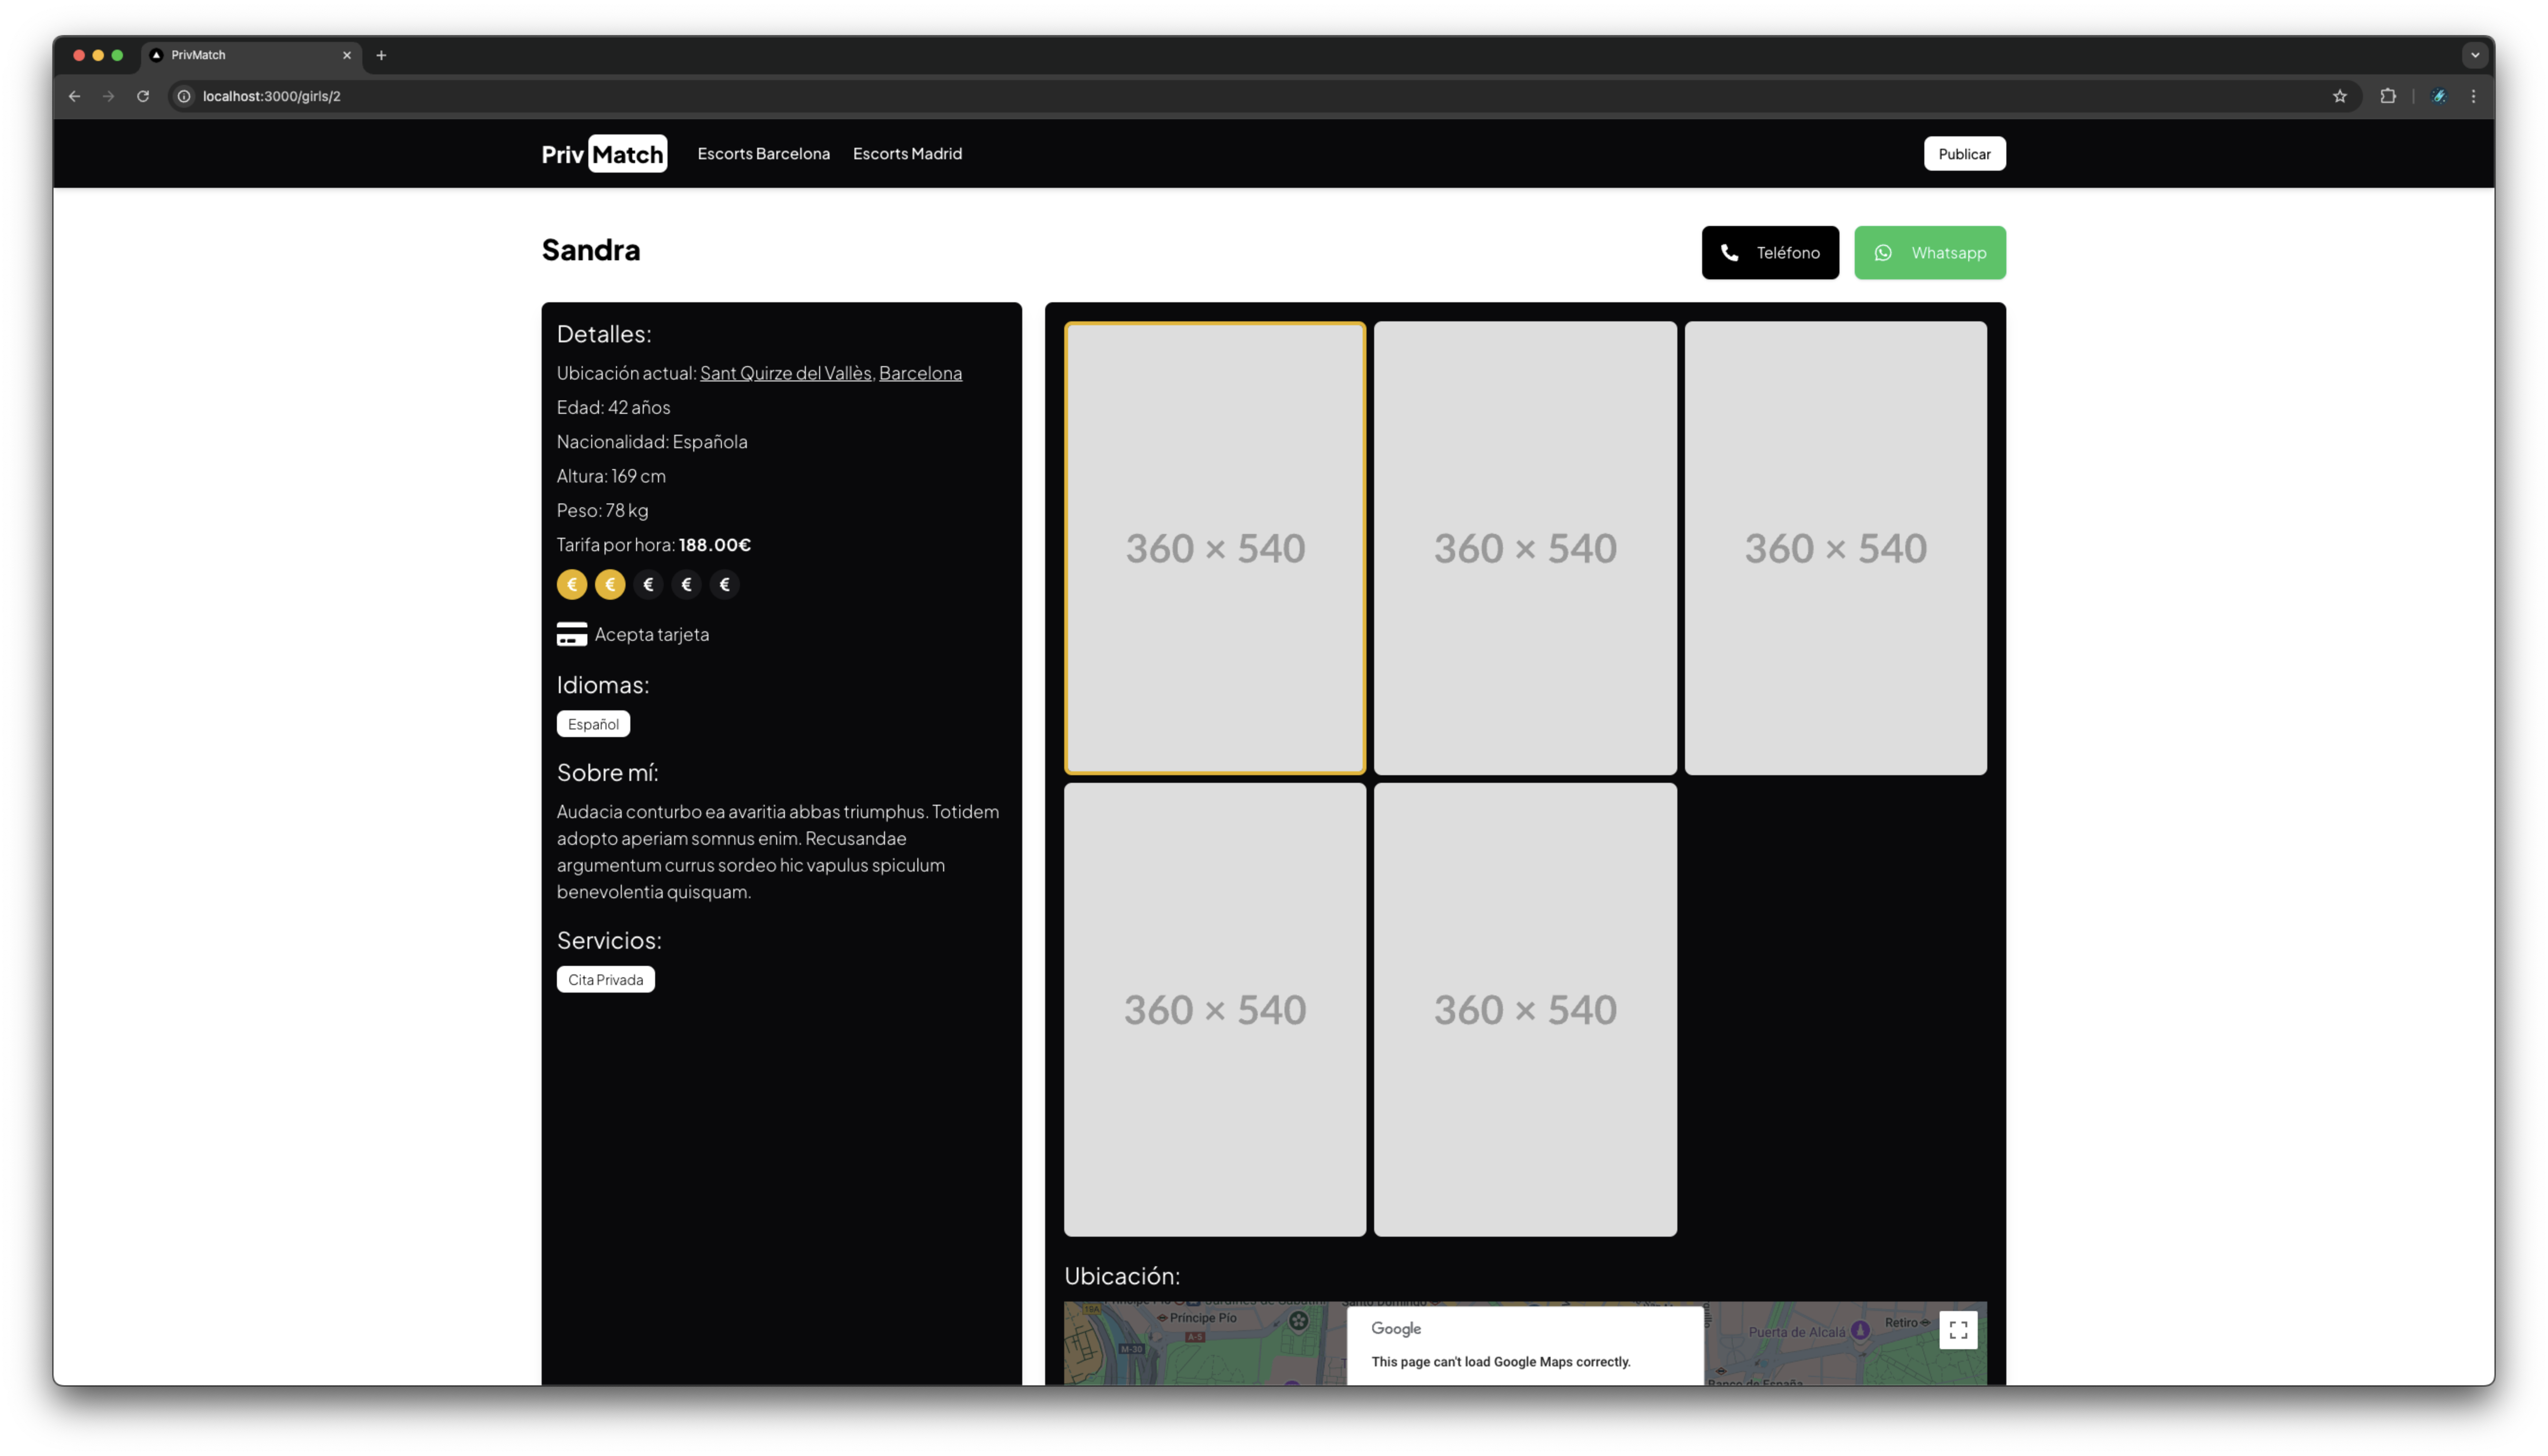 PrivMatch
localhost:3000/girls/2
Priv Match
Escorts Barcelona
Escorts Madrid
Publicar
Sandra
Teléfono
Whatsapp
Detalles:
Ubicación actual: Sant Quirze del Vallès, Barcelona
Edad: 42 años
Nacionalidad: Española
Altura: 169 cm
Peso: 78 kg
Tarifa por hora: 188.00€
€ € € € €
Acepta tarjeta
Idiomas:
Español
Sobre mí:
Audacia conturbo ea avaritia abbas triumphus. Totidem
adopto aperiam somnus enim. Recusandae
argumentum currus sordeo hic vapulus spiculum
benevolentia quisquam.
Servicios:
Cita Privada
360 × 540
360 × 540
360 × 540
360 × 540
360 × 540
Ubicación:
19A
Príncipe Pío
A-5
M-30
Google
This page can't load Google Maps correctly.
Puerta de Alcalá
Retiro
Banco de España